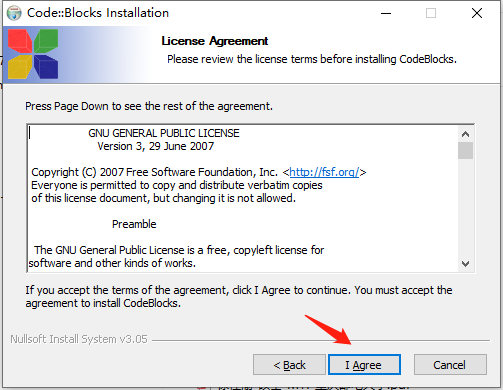 Code::Blocks Installation
License Agreement
Please review the license terms before installing CodeBlocks.
Press Page Down to see the rest of the agreement.
GNU GENERAL PUBLIC LICENSE
Version 3, 29 June 2007
Copyright (C) 2007 Free Software Foundation, Inc. <http://fsf.org/>
Everyone is permitted to copy and distribute verbatim copies
of this license document, but changing it is not allowed.
Preamble
The GNU General Public License is a free, copyleft license for
software and other kinds of works.
If you accept the terms of the agreement, click I Agree to continue. You must accept the
agreement to install CodeBlocks.
Nullsoft Install System v3.05
< Back
I Agree
Cancel